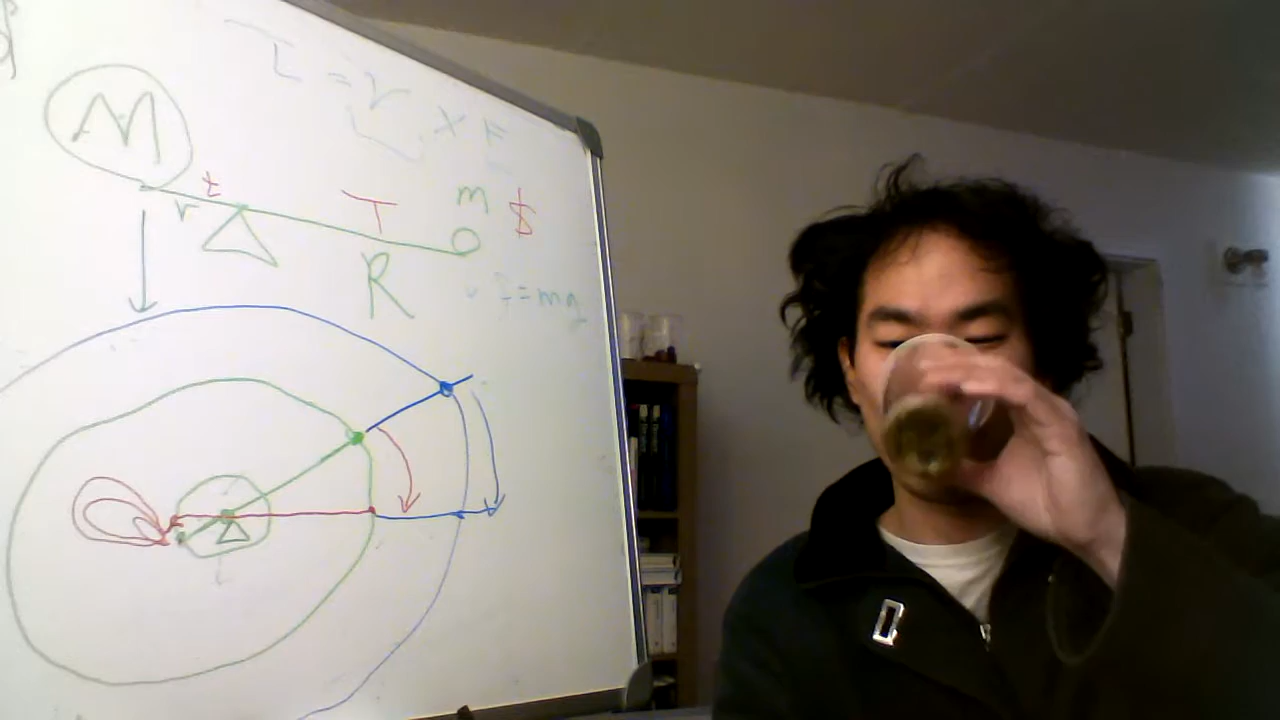 τ = r × F
M
t
r
T
m $
R
F = mg